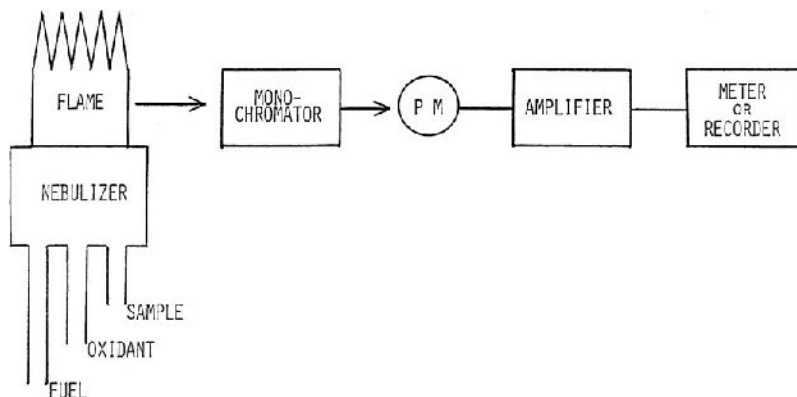 FLAME
MONO-
CHROMATOR
P M
AMPLIFIER
METER
OR
RECORDER
NEBULIZER
SAMPLE
OXIDANT
FUEL